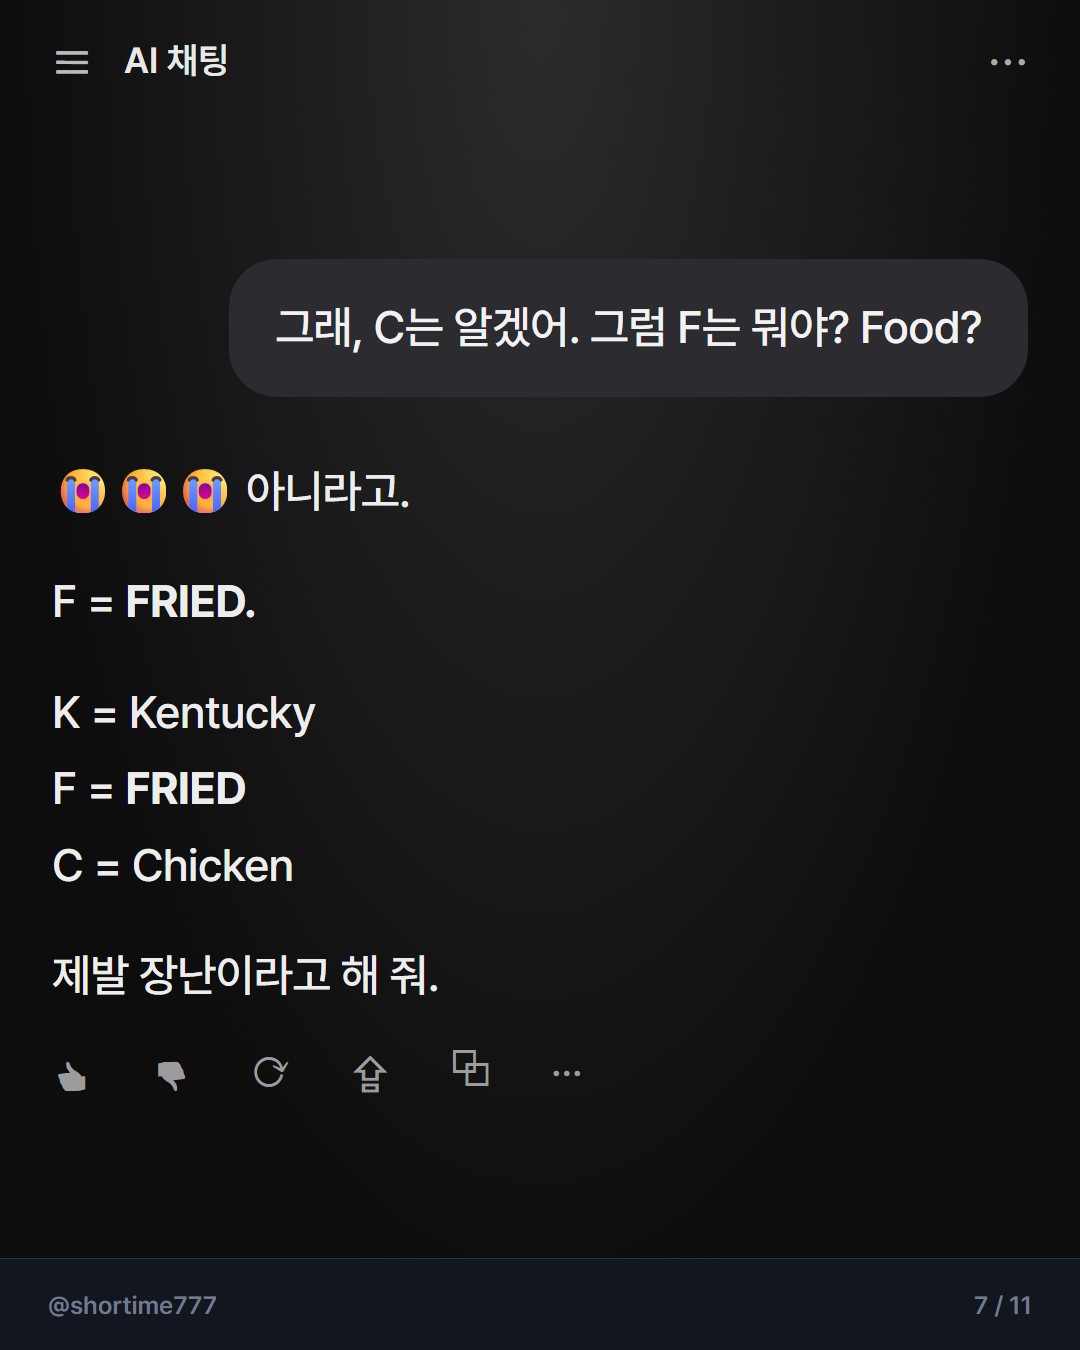 AI 채팅
그래, C는 알겠어. 그럼 F는 뭐야? Food?
😭 😭 😭 아니라고.
F = FRIED.
K = Kentucky
F = FRIED
C = Chicken
제발 장난이라고 해 줘.
@shortime777
7 / 11